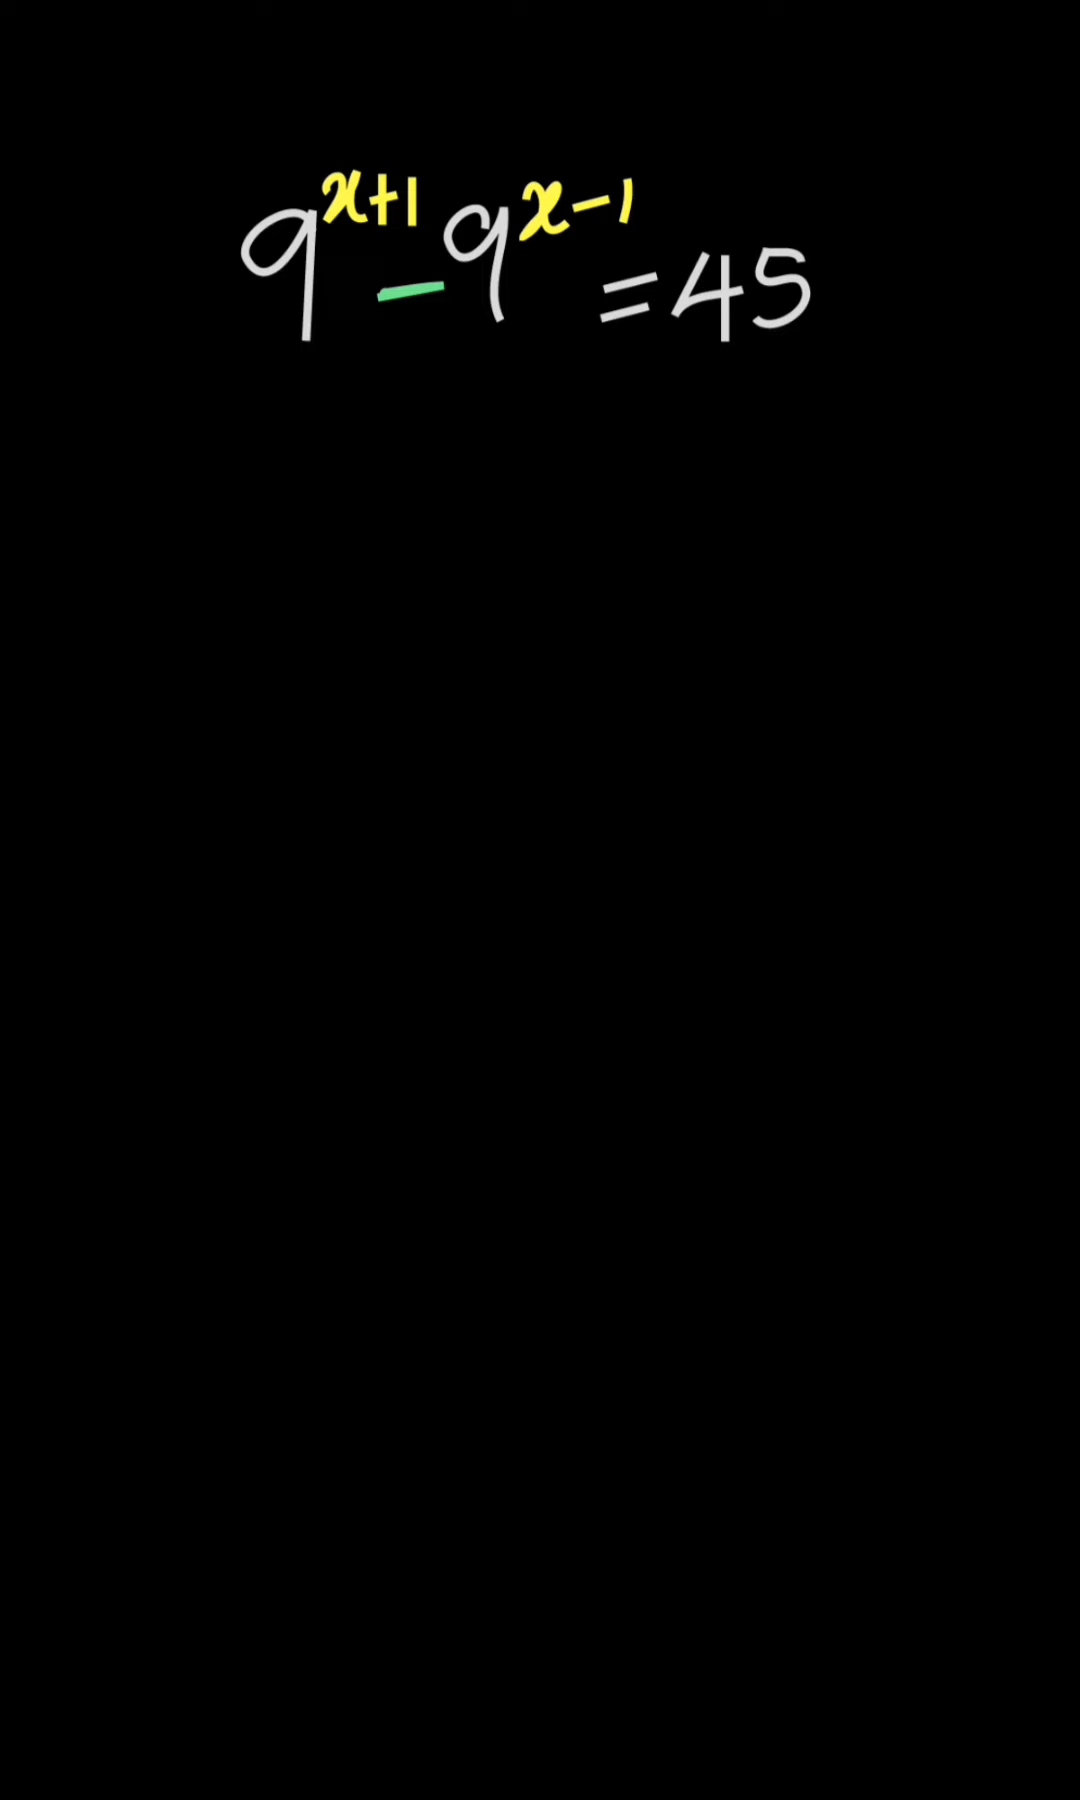 9^{x+1} - 9^{x-1} = 45